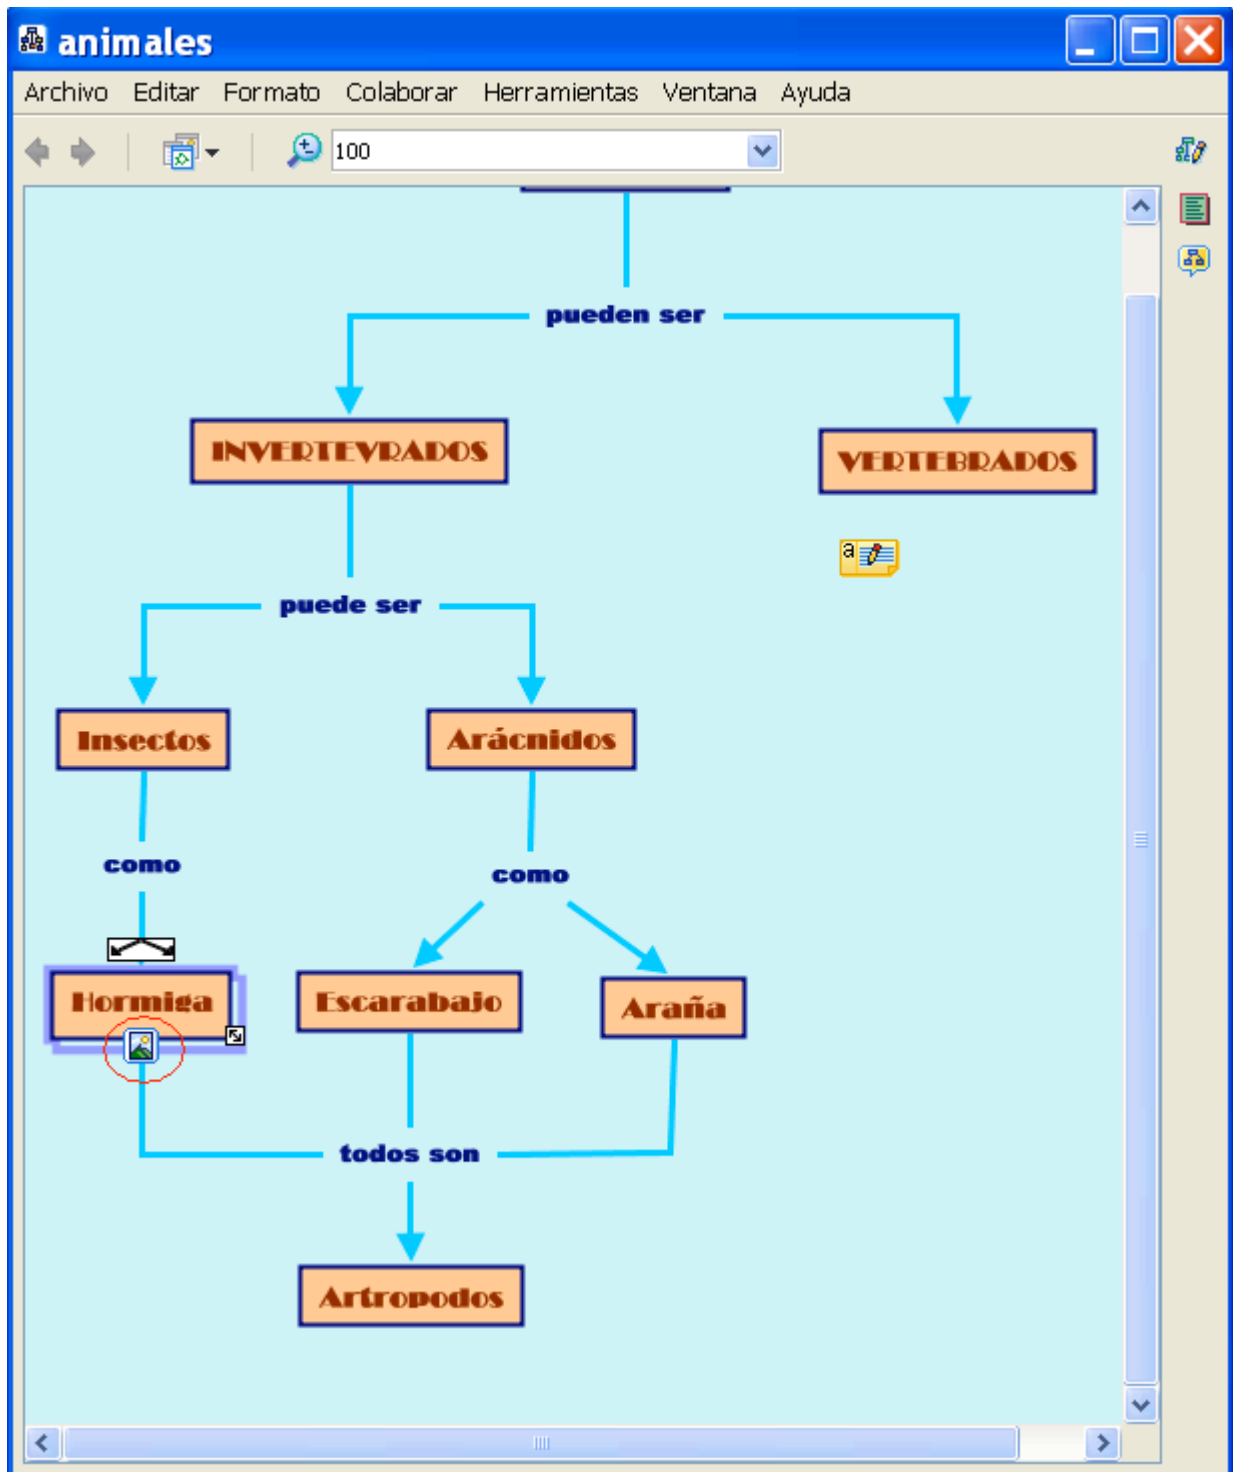 animales
Archivo Editar Formato Colaborar Herramientas Ventana Ayuda
100
pueden ser
INVERTEVRADOS
VERTEBRADOS
a
puede ser
Insectos
Arácnidos
como
como
Hormiga
Escarabajo
Araña
todos son
Artropodos